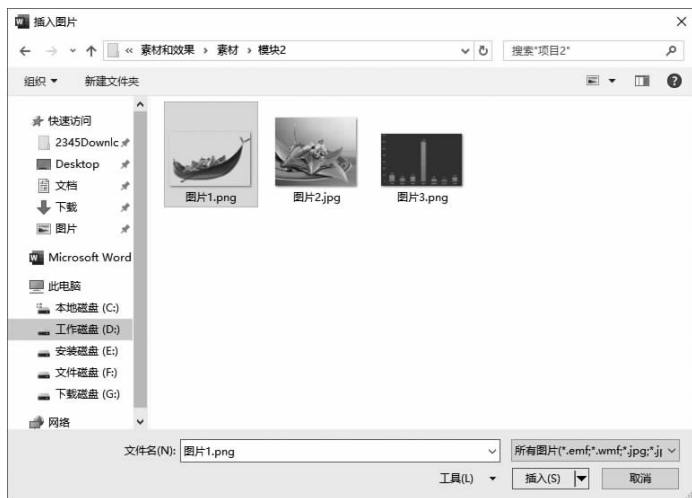 插入图片
« 素材和效果 › 素材 › 模块2
搜索"项目2"
组织
新建文件夹
快速访问
2345Downlc
Desktop
文档
下载
图片
Microsoft Word
此电脑
本地磁盘 (C:)
工作磁盘 (D:)
安装磁盘 (E:)
文件磁盘 (F:)
下载磁盘 (G:)
网络
图片1.png
图片2.jpg
图片3.png
文件名(N): 图片1.png
所有图片(*.emf;*.wmf;*.jpg;*.j
工具(L)
插入(S)
取消